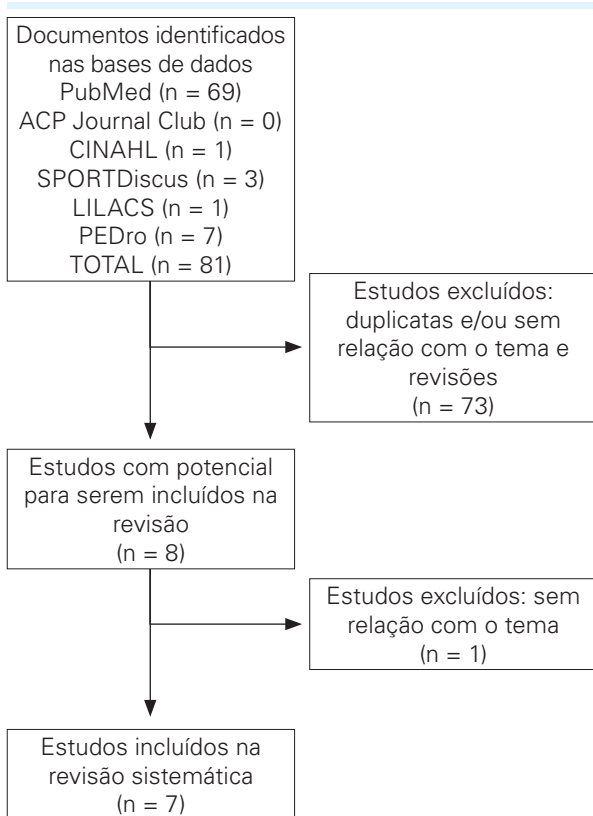 Documentos identificados
nas bases de dados
PubMed (n = 69)
ACP Journal Club (n = 0)
CINAHL (n = 1)
SPORTDiscus (n = 3)
LILACS (n = 1)
PEDro (n = 7)
TOTAL (n = 81)
Estudos excluídos:
duplicatas e/ou sem
relação com o tema e
revisões
(n = 73)
Estudos com potencial
para serem incluídos na
revisão
(n = 8)
Estudos excluídos: sem
relação com o tema
(n = 1)
Estudos incluídos na
revisão sistemática
(n = 7)